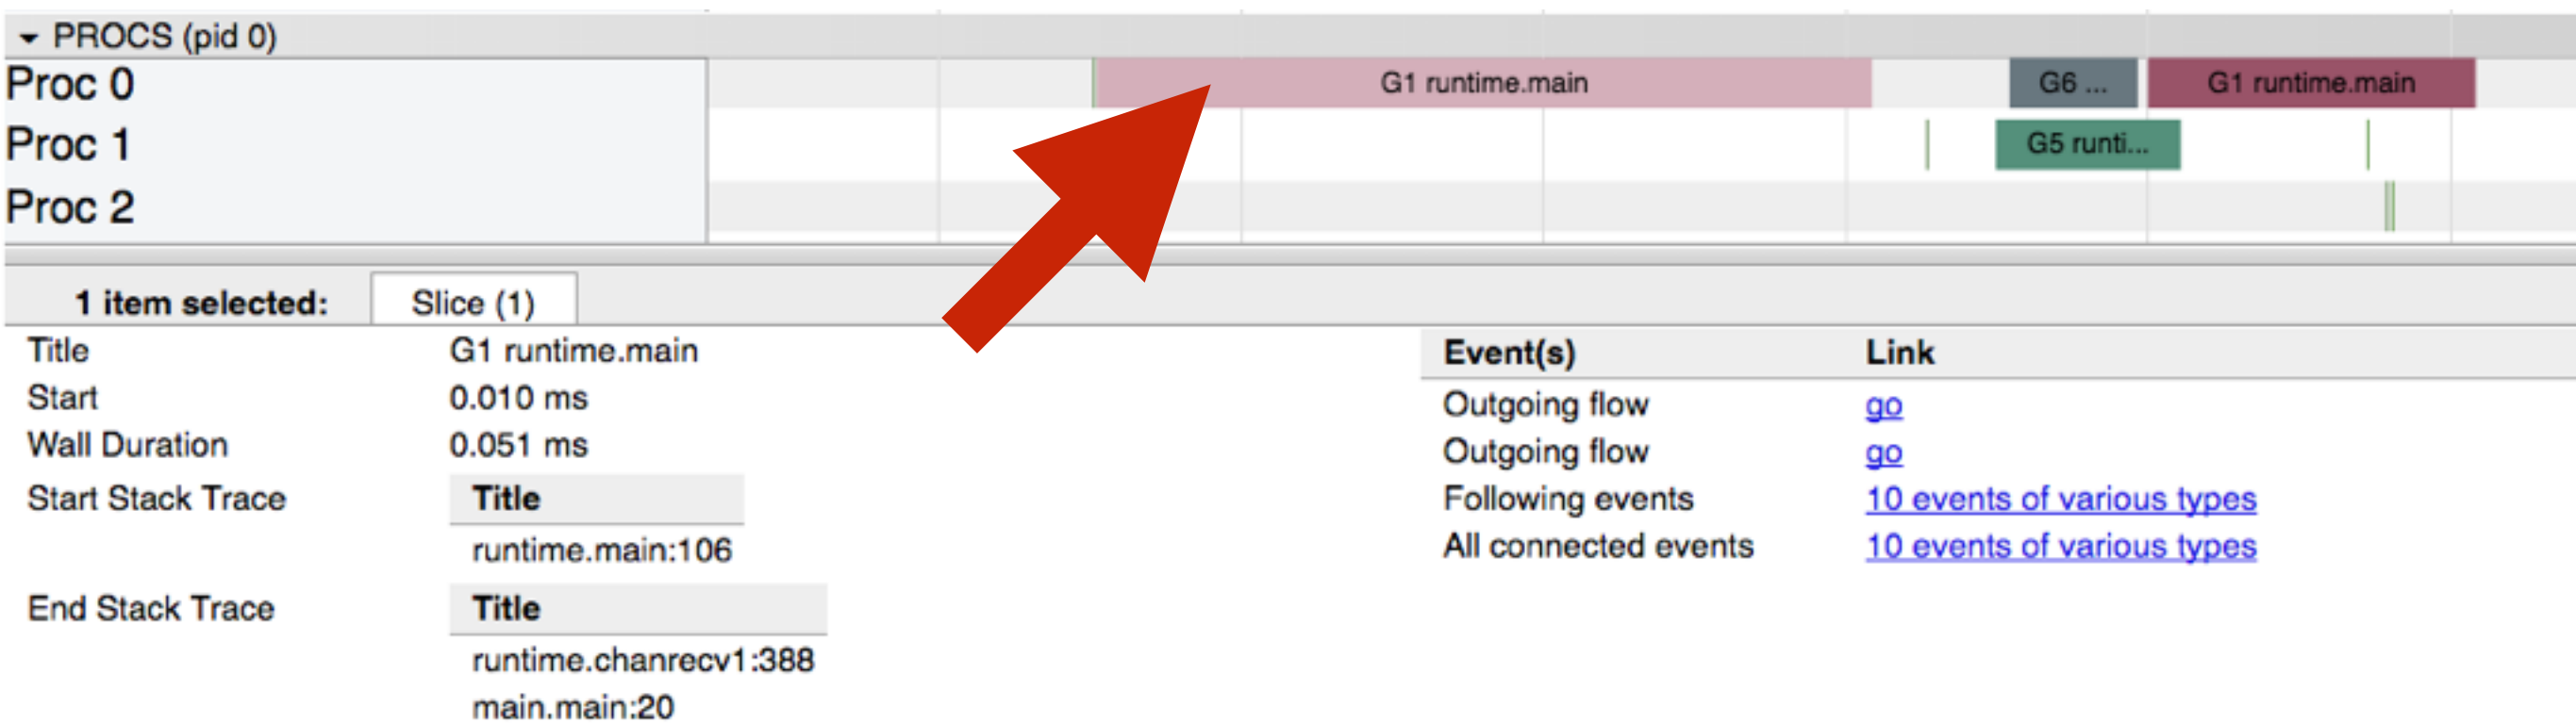 PROCS (pid 0)
Proc 0 G1 runtime.main G6 ... G1 runtime.main
Proc 1 G5 runti...
Proc 2
1 item selected: Slice (1)
Title G1 runtime.main
Start 0.010 ms
Wall Duration 0.051 ms
Start Stack Trace Title
runtime.main:106
End Stack Trace Title
runtime.chanrecv1:388
main.main:20
Event(s) Link
Outgoing flow go
Outgoing flow go
Following events 10 events of various types
All connected events 10 events of various types